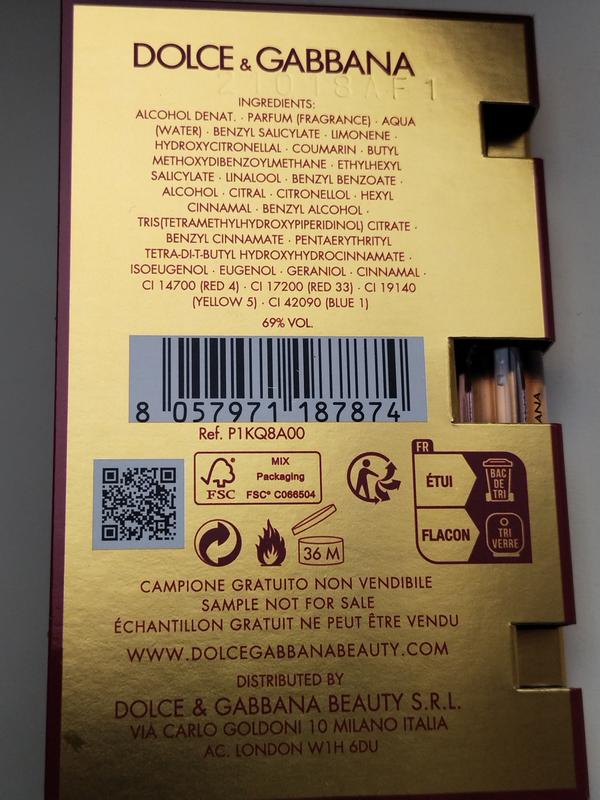 DOLCE & GABBANA
21018AF1
INGREDIENTS:
ALCOHOL DENAT. · PARFUM (FRAGRANCE) · AQUA
(WATER) · BENZYL SALICYLATE · LIMONENE ·
HYDROXYCITRONELLAL · COUMARIN · BUTYL
METHOXYDIBENZOYLMETHANE · ETHYLHEXYL
SALICYLATE · LINALOOL · BENZYL BENZOATE ·
ALCOHOL · CITRAL · CITRONELLOL · HEXYL
CINNAMAL · BENZYL ALCOHOL ·
TRIS(TETRAMETHYLHYDROXYPIPERIDINOL) CITRATE ·
BENZYL CINNAMATE · PENTAERYTHRITYL
TETRA-DI-T-BUTYL HYDROXYHYDROCINNAMATE ·
ISOEUGENOL · EUGENOL · GERANIOL · CINNAMAL ·
CI 14700 (RED 4) · CI 17200 (RED 33) · CI 19140
(YELLOW 5) · CI 42090 (BLUE 1)
69% VOL.
8 057971 187874
ANA
Ref. P1KQ8A00
FSC
MIX
Packaging
FSC® C066504
FR
ÉTUI
BAC
DE
TRI
FLACON
TRI
VERRE
36 M
CAMPIONE GRATUITO NON VENDIBILE
SAMPLE NOT FOR SALE
ÉCHANTILLON GRATUIT NE PEUT ÊTRE VENDU
WWW.DOLCEGABBANABEAUTY.COM
DISTRIBUTED BY
DOLCE & GABBANA BEAUTY S.R.L.
VIA CARLO GOLDONI 10 MILANO ITALIA
AC. LONDON W1H 6DU